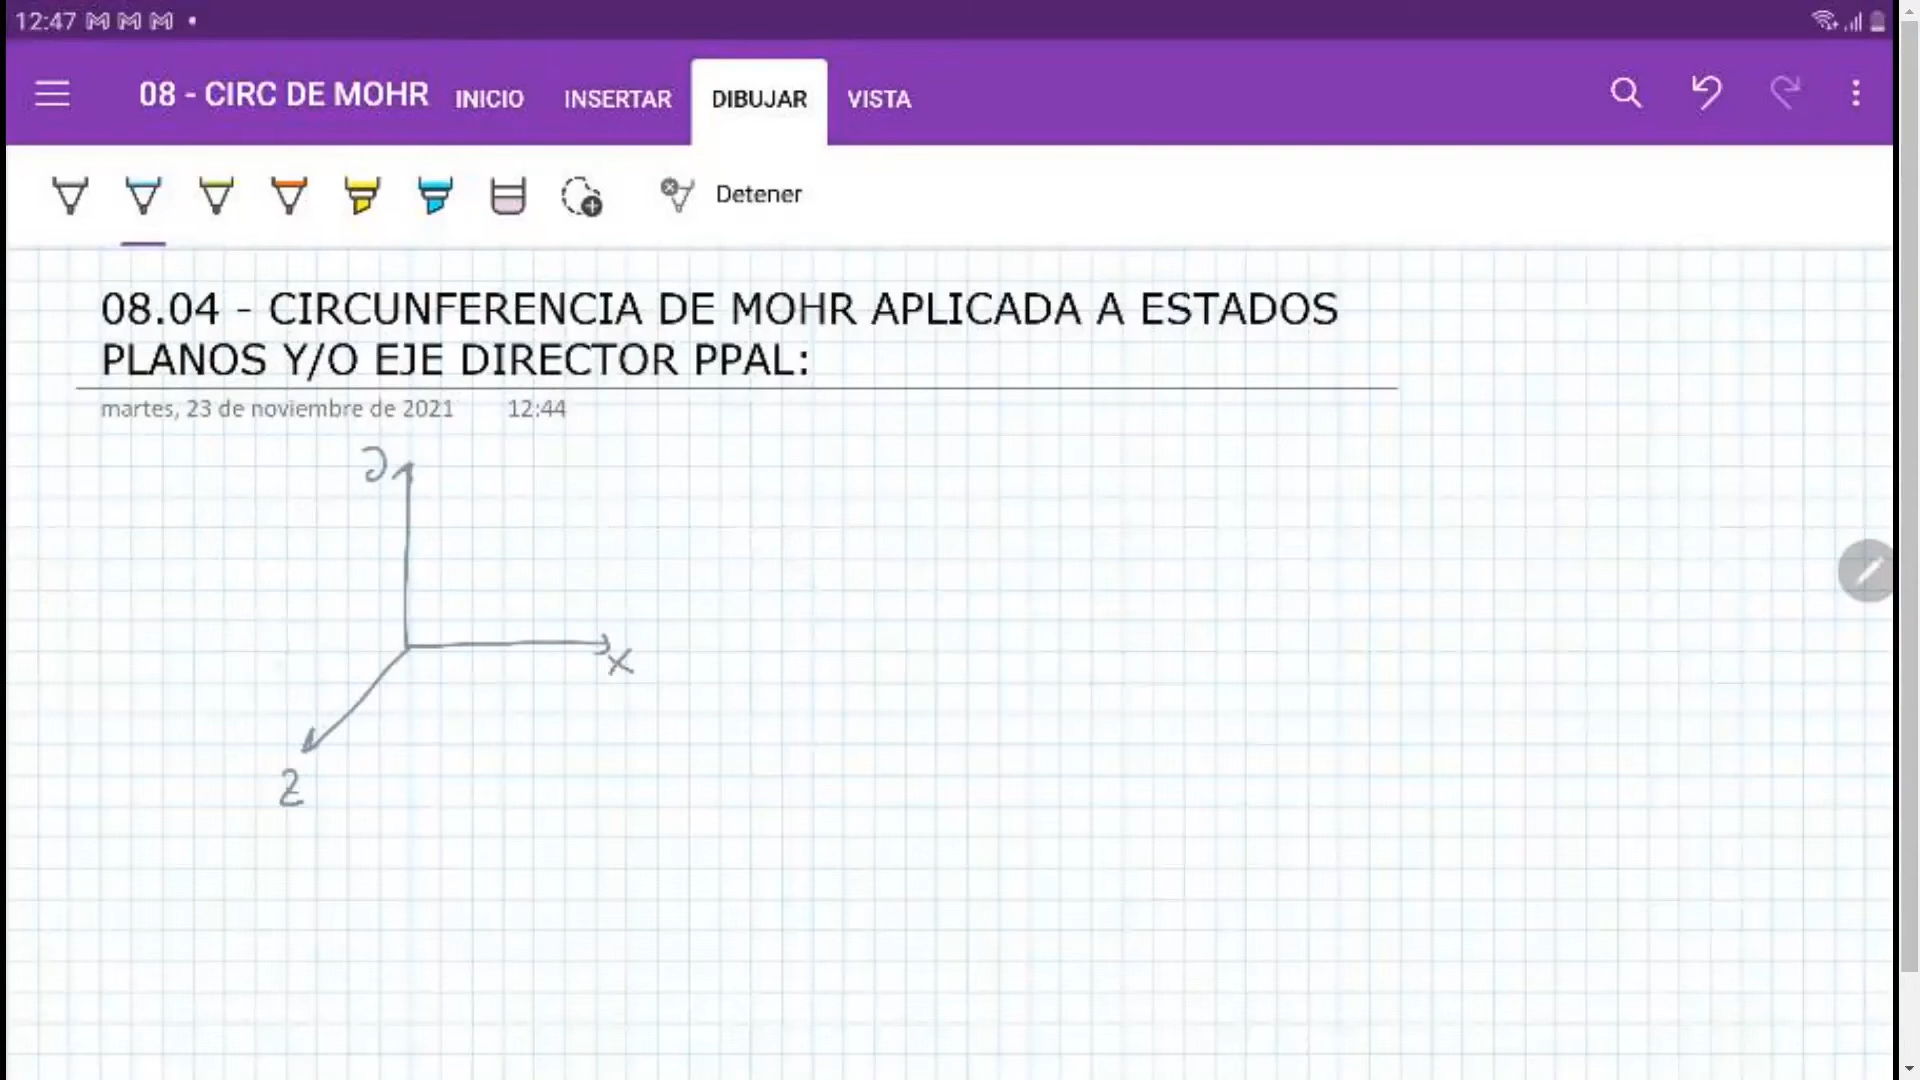 12:47
08 - CIRC DE MOHR INICIO INSERTAR DIBUJAR VISTA
Detener
08.04 - CIRCUNFERENCIA DE MOHR APLICADA A ESTADOS
PLANOS Y/O EJE DIRECTOR PPAL:
martes, 23 de noviembre de 2021 12:44
x
z